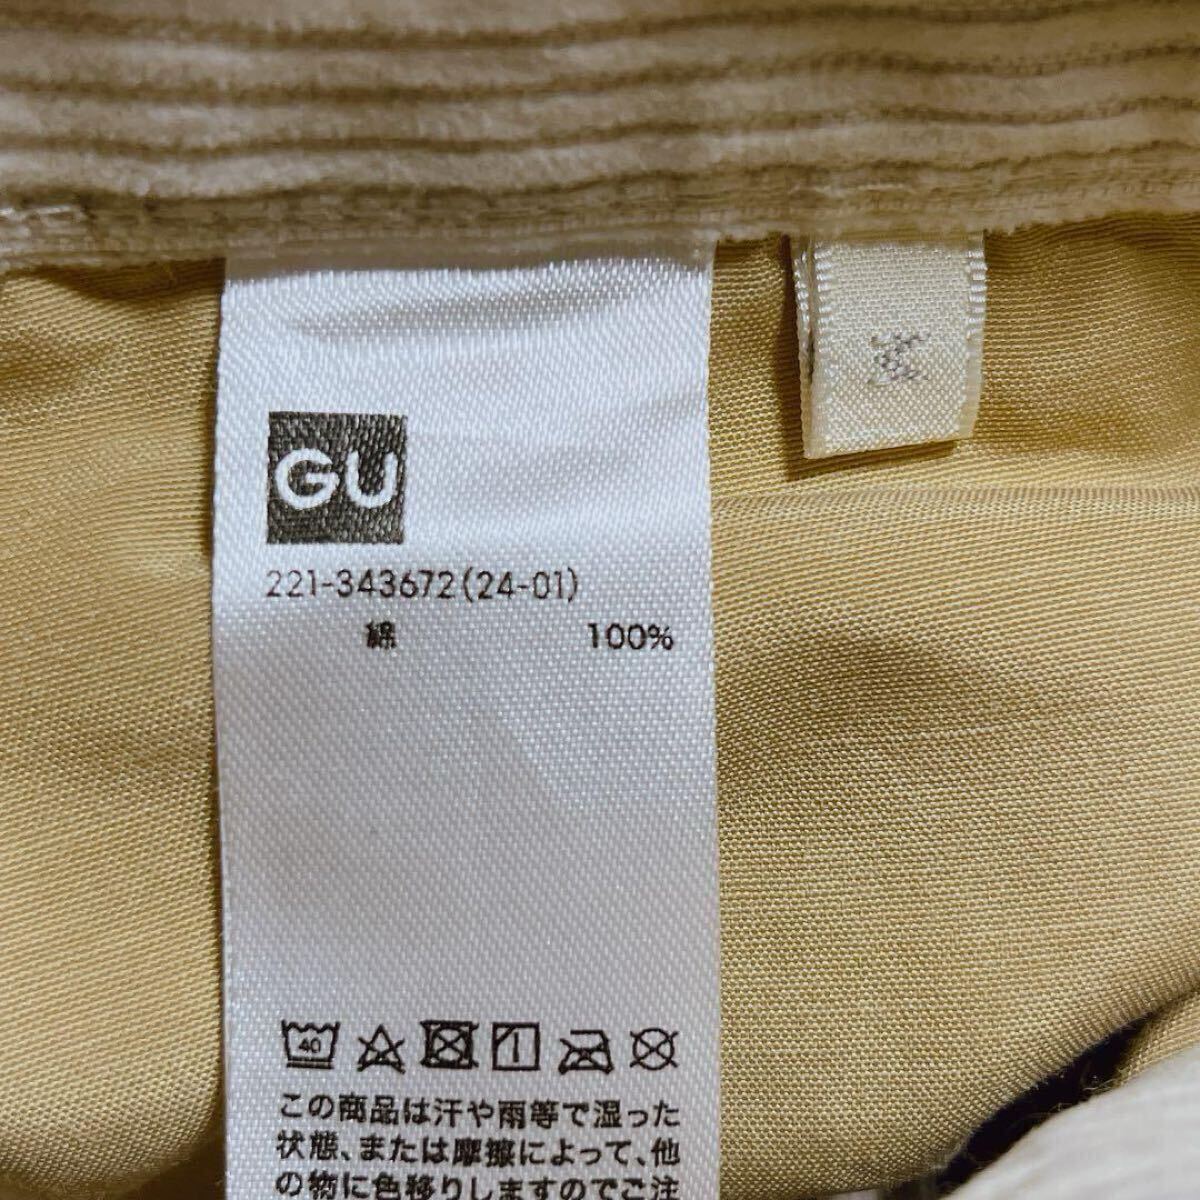 GU
221-343672(24-01)
綿 100%
40
この商品は汗や雨等で湿った
状態、または摩擦によって、他
の物に色移りしますのでご注